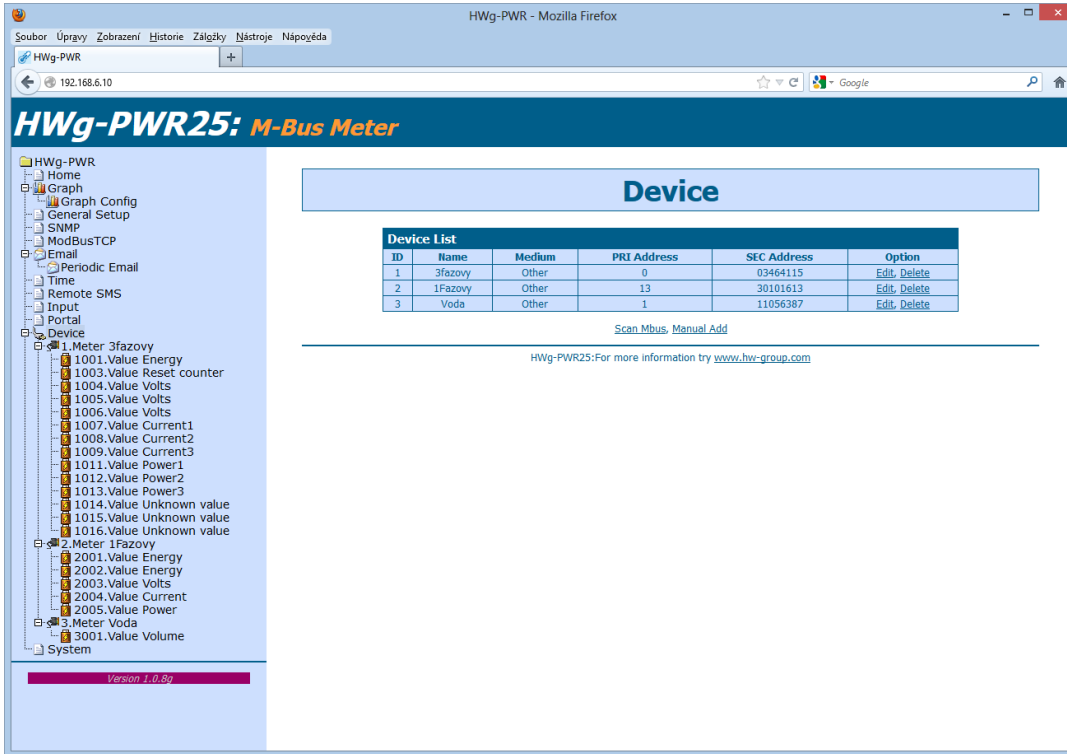 HWg-PWR - Mozilla Firefox
Soubor Úpravy Zobrazení Historie Záložky Nástroje Nápověda
HWg-PWR
192.168.6.10
Google
HWg-PWR25: M-Bus Meter
HWg-PWR
Home
Graph
Graph Config
General Setup
SNMP
ModBusTCP
Email
Periodic Email
Time
Remote SMS
Input
Portal
Device
1.Meter 3fazovy
1001.Value Energy
1003.Value Reset counter
1004.Value Volts
1005.Value Volts
1006.Value Volts
1007.Value Current1
1008.Value Current2
1009.Value Current3
1011.Value Power1
1012.Value Power2
1013.Value Power3
1014.Value Unknown value
1015.Value Unknown value
1016.Value Unknown value
2.Meter 1Fazovy
2001.Value Energy
2002.Value Energy
2003.Value Volts
2004.Value Current
2005.Value Power
3.Meter Voda
3001.Value Volume
System
Version 1.0.8g
Device
Device List
ID Name Medium PRI Address SEC Address Option
1 3fazovy Other 0 03464115 Edit, Delete
2 1Fazovy Other 13 30101613 Edit, Delete
3 Voda Other 1 11056387 Edit, Delete
Scan Mbus, Manual Add
HWg-PWR25:For more information try www.hw-group.com